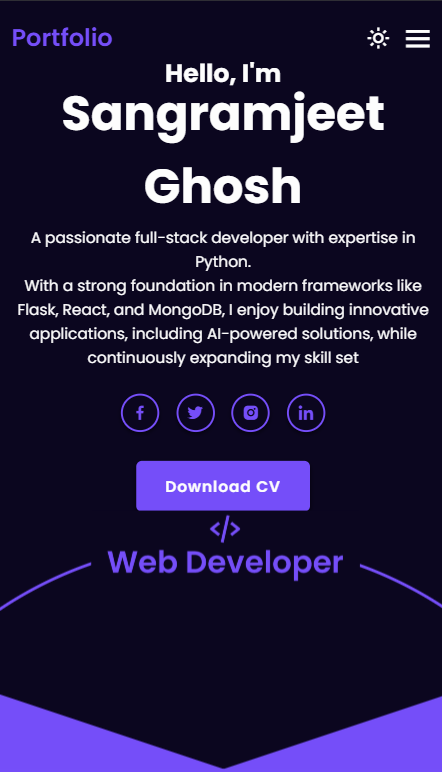 Portfolio
Hello, I'm
Sangramjeet
Ghosh
A passionate full-stack developer with expertise in
Python.
With a strong foundation in modern frameworks like
Flask, React, and MongoDB, I enjoy building innovative
applications, including AI-powered solutions, while
continuously expanding my skill set
Download CV
</>
Web Developer